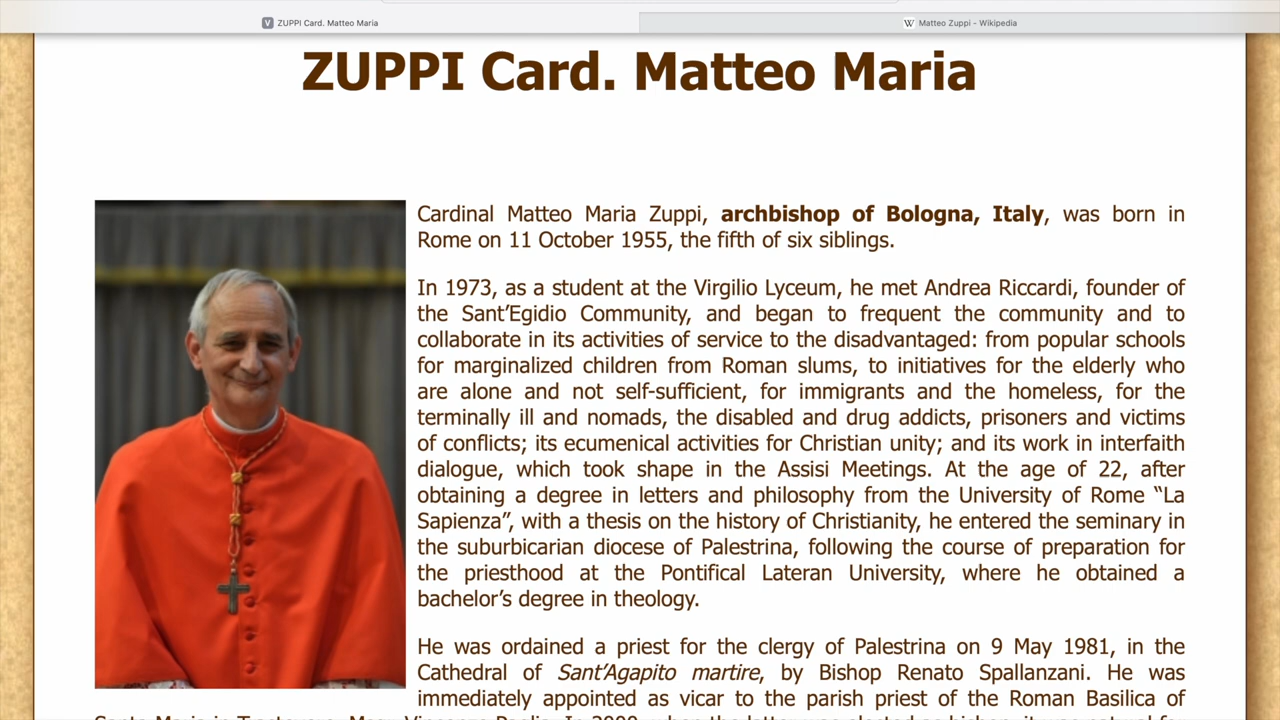 ZUPPI Card. Matteo Maria
Matteo Zuppi - Wikipedia
ZUPPI Card. Matteo Maria
Cardinal Matteo Maria Zuppi, archbishop of Bologna, Italy, was born in
Rome on 11 October 1955, the fifth of six siblings.
In 1973, as a student at the Virgilio Lyceum, he met Andrea Riccardi, founder of
the Sant’Egidio Community, and began to frequent the community and to
collaborate in its activities of service to the disadvantaged: from popular schools
for marginalized children from Roman slums, to initiatives for the elderly who
are alone and not self-sufficient, for immigrants and the homeless, for the
terminally ill and nomads, the disabled and drug addicts, prisoners and victims
of conflicts; its ecumenical activities for Christian unity; and its work in interfaith
dialogue, which took shape in the Assisi Meetings. At the age of 22, after
obtaining a degree in letters and philosophy from the University of Rome “La
Sapienza”, with a thesis on the history of Christianity, he entered the seminary in
the suburbicarian diocese of Palestrina, following the course of preparation for
the priesthood at the Pontifical Lateran University, where he obtained a
bachelor’s degree in theology.
He was ordained a priest for the clergy of Palestrina on 9 May 1981, in the
Cathedral of Sant’Agapito martire, by Bishop Renato Spallanzani. He was
immediately appointed as vicar to the parish priest of the Roman Basilica of